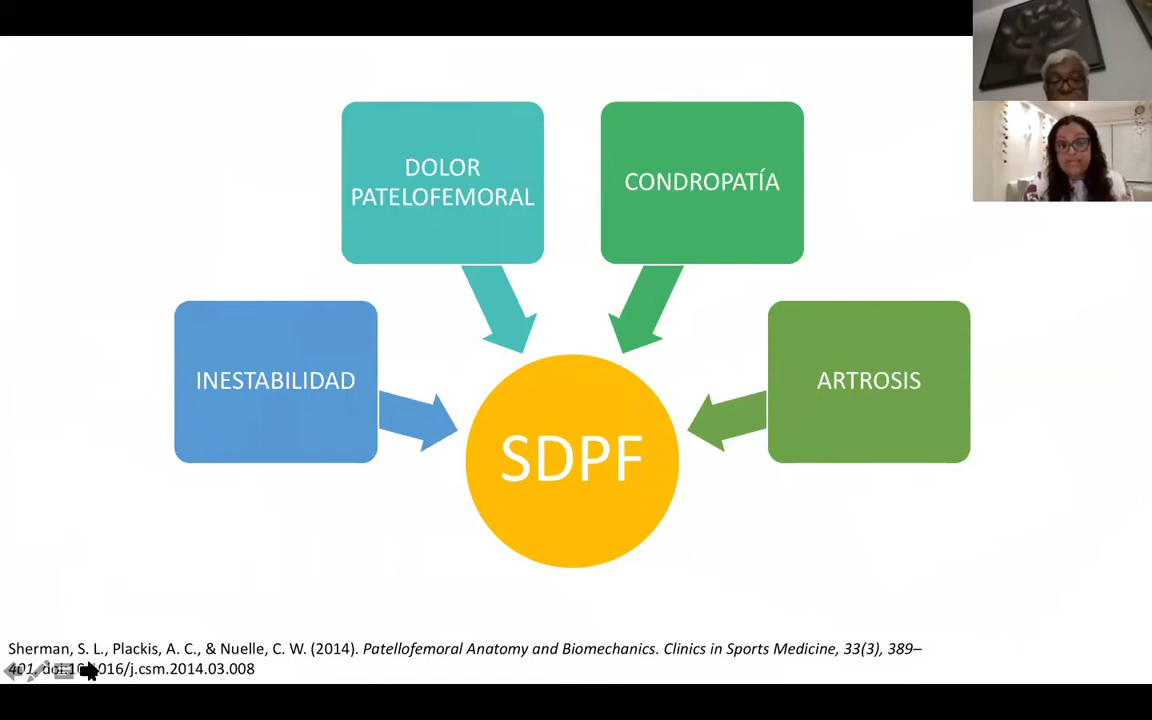 DOLOR
PATELOFEMORAL
CONDROPATÍA
INESTABILIDAD
ARTROSIS
SDPF
Sherman, S. L., Plackis, A. C., & Nuelle, C. W. (2014). Patellofemoral Anatomy and Biomechanics. Clinics in Sports Medicine, 33(3), 389–
401. doi:10.1016/j.csm.2014.03.008